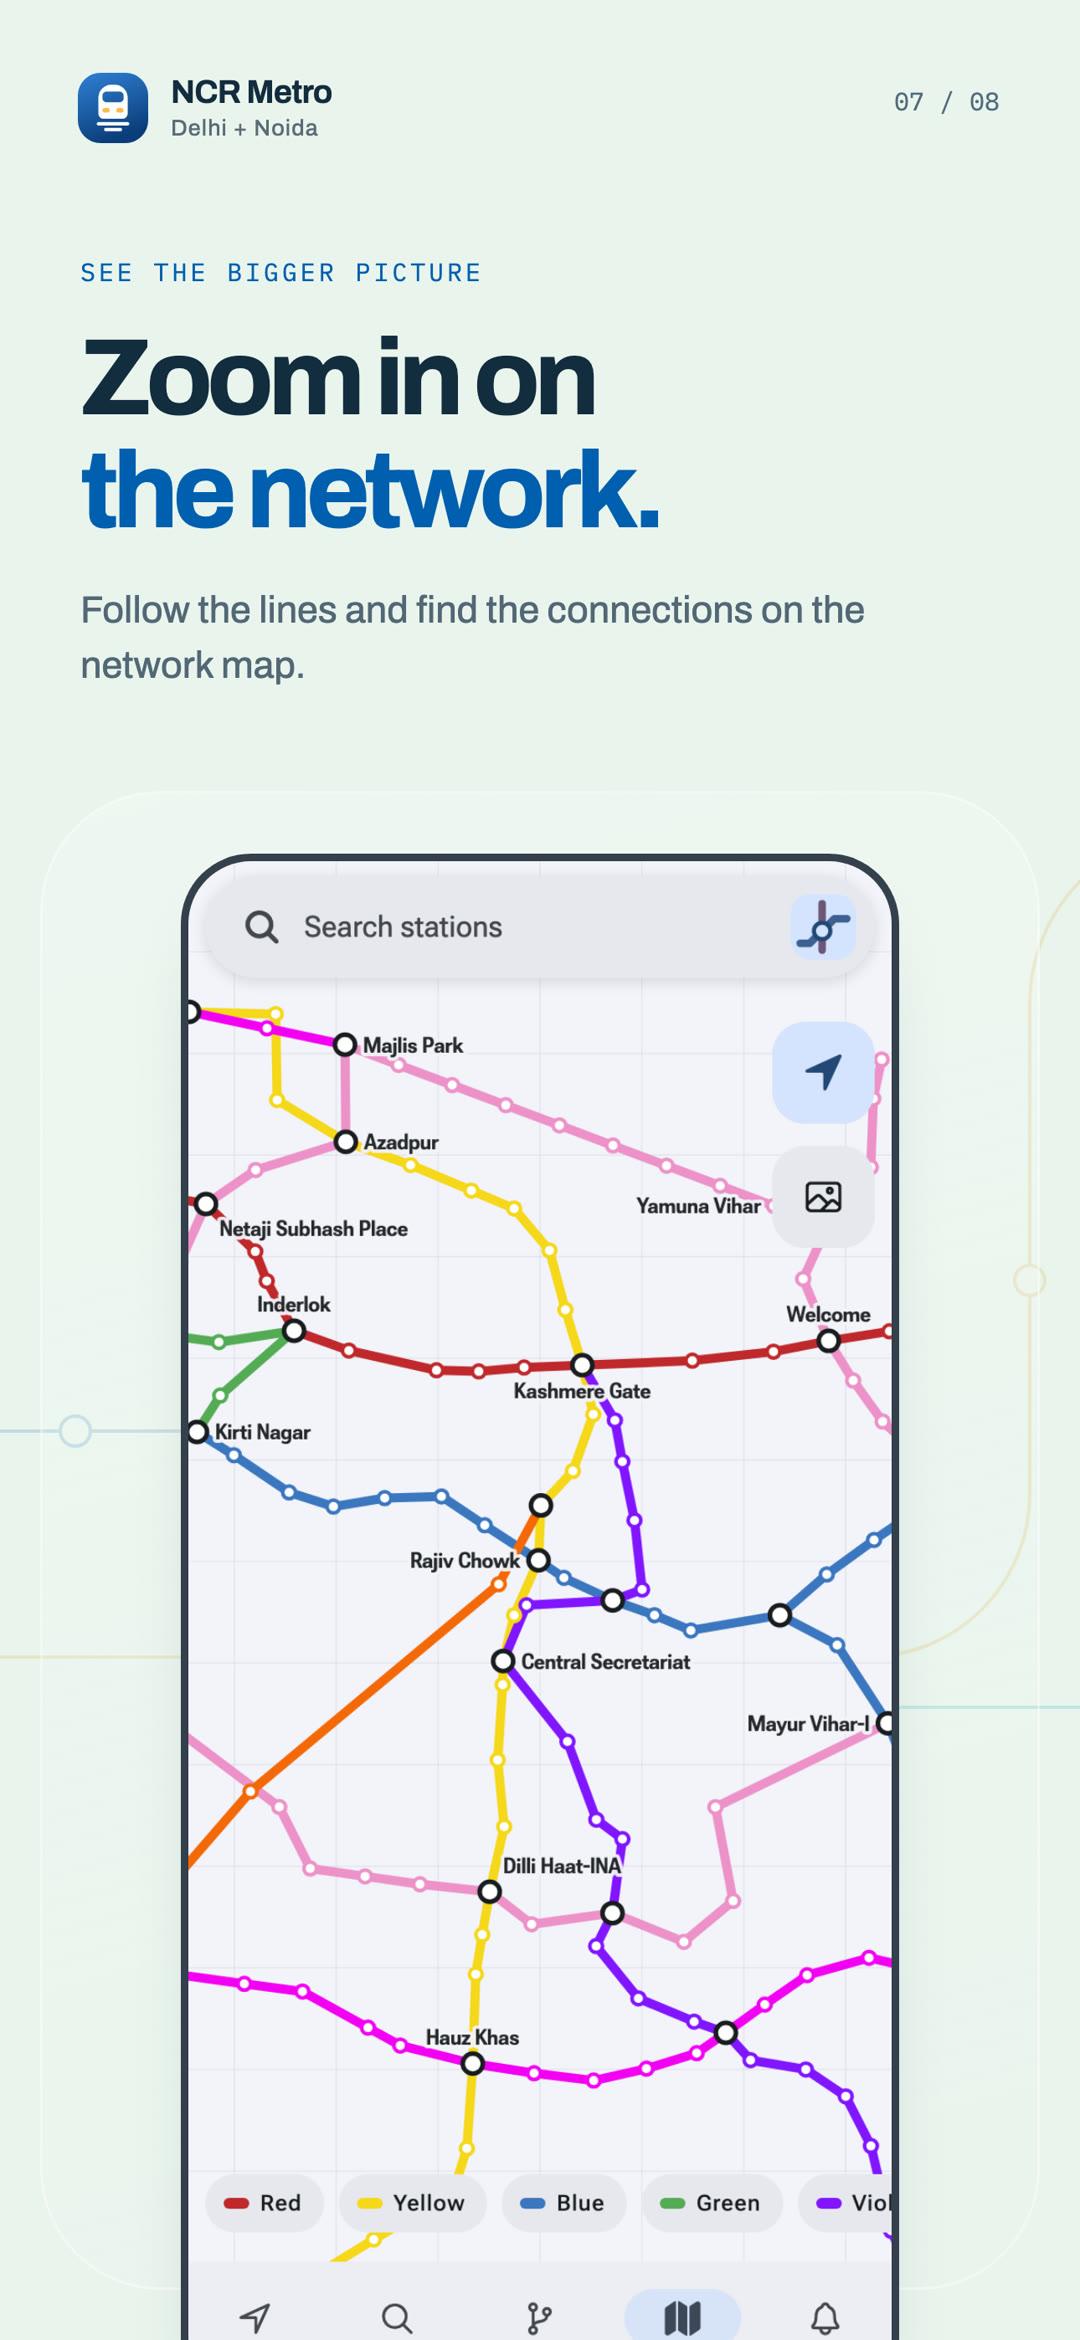 NCR Metro
Delhi + Noida
07 / 08
SEE THE BIGGER PICTURE
Zoom in on
the network.
Follow the lines and find the connections on the
network map.
Search stations
Majlis Park
Azadpur
Yamuna Vihar
Netaji Subhash Place
Inderlok
Welcome
Kashmere Gate
Kirti Nagar
Rajiv Chowk
Central Secretariat
Mayur Vihar-I
Dilli Haat-INA
Hauz Khas
Red
Yellow
Blue
Green
Viol